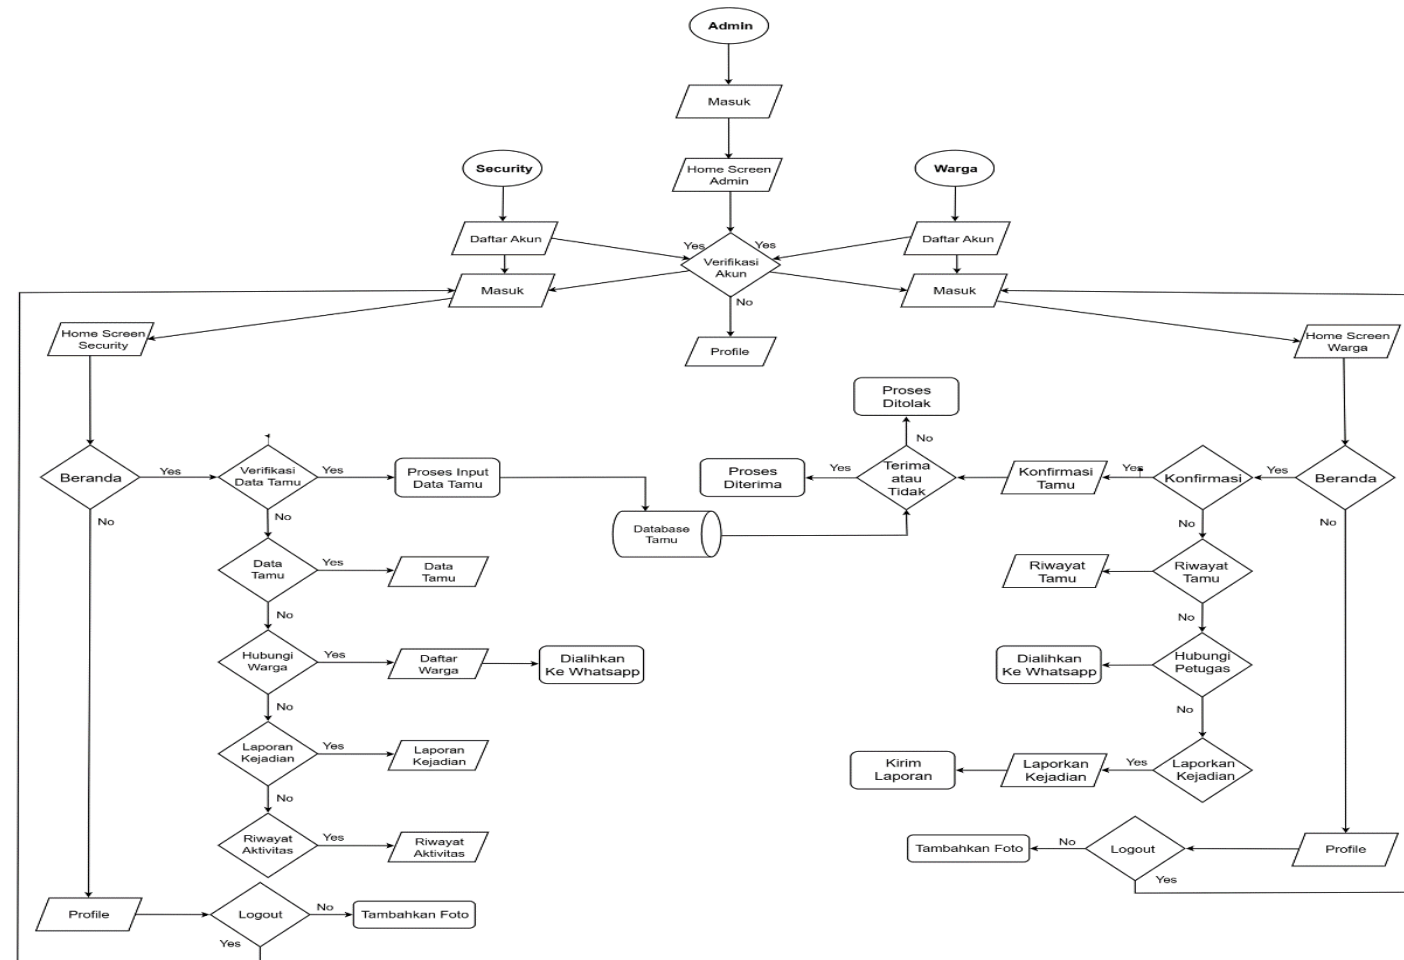 Admin
Masuk
Home Screen
Admin
Security
Warga
Daftar Akun
Yes
Yes
Daftar Akun
Verifikasi
Akun
Masuk
Masuk
No
Home Screen
Security
Profile
Home Screen
Warga
Proses
Ditolak
No
Beranda
Yes
Verifikasi
Data Tamu
Yes
Proses Input
Data Tamu
Proses
Diterima
Yes
Terima
atau
Tidak
Konfirmasi
Tamu
Yes
Konfirmasi
Yes
Beranda
No
No
Database
Tamu
No
No
Data
Tamu
Yes
Data
Tamu
Riwayat
Tamu
Riwayat
Tamu
No
No
Hubungi
Warga
Yes
Daftar
Warga
Dialihkan
Ke Whatsapp
Dialihkan
Ke Whatsapp
Hubungi
Petugas
No
No
Laporan
Kejadian
Yes
Laporan
Kejadian
Kirim
Laporan
Laporkan
Kejadian
Yes
Laporkan
Kejadian
No
Riwayat
Aktivitas
Yes
Riwayat
Aktivitas
Tambahkan Foto
No
Logout
Profile
Yes
Profile
Logout
No
Tambahkan Foto
Yes